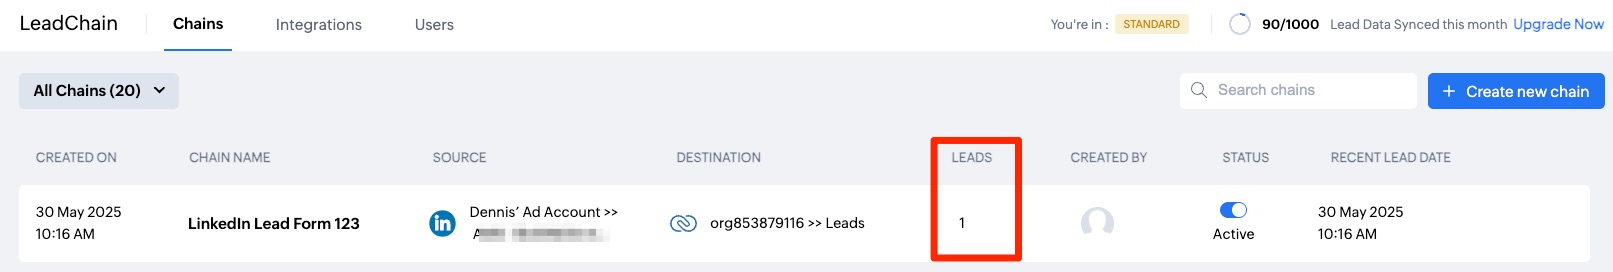 LeadChain Chains Integrations Users You're in : STANDARD 90/1000 Lead Data Synced this month Upgrade Now
All Chains (20) Search chains + Create new chain
CREATED ON CHAIN NAME SOURCE DESTINATION LEADS CREATED BY STATUS RECENT LEAD DATE
30 May 2025 Dennis' Ad Account >> 30 May 2025
LinkedIn Lead Form 123 in org853879116 >> Leads 1
10:16 AM Active 10:16 AM